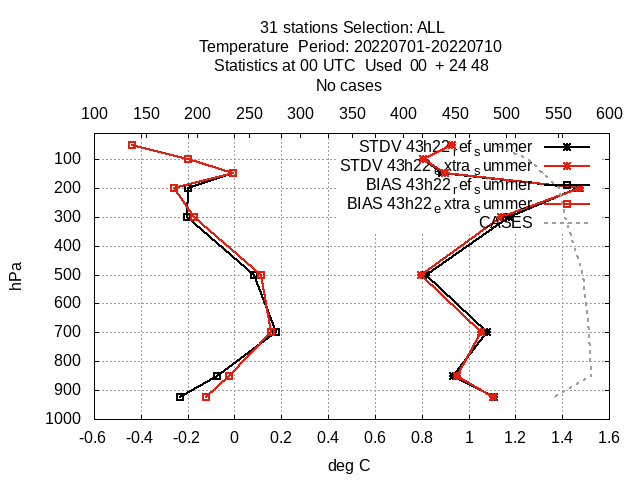 31 stations Selection: ALL
Temperature Period: 20220701-20220710
Statistics at 00 UTC Used 00 + 24 48
No cases
100 150 200 250 300 350 400 450 500 550 600
STDV 43h22_ref_summer
STDV 43h22_extra_summer
BIAS 43h22_ref_summer
BIAS 43h22_extra_summer
CASES
100
200
300
400
500
600
700
800
900
1000
hPa
-0.6 -0.4 -0.2 0 0.2 0.4 0.6 0.8 1 1.2 1.4 1.6
deg C